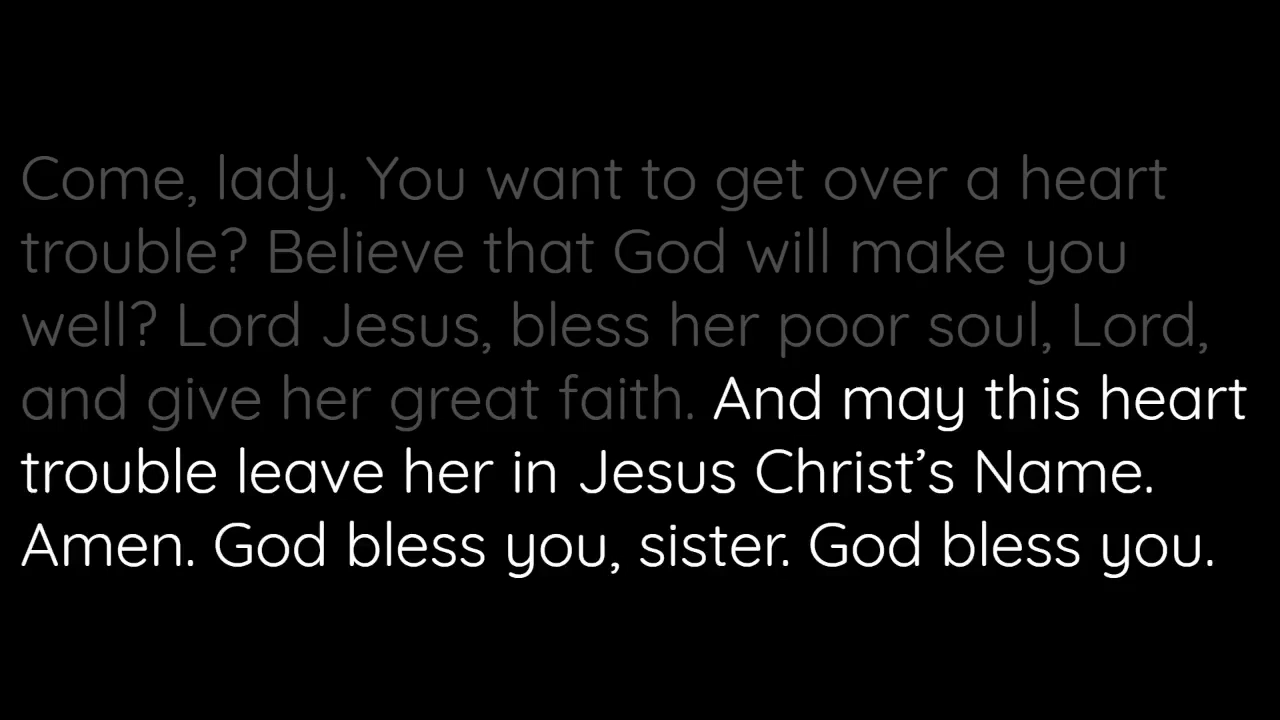 Come, lady. You want to get over a heart
trouble? Believe that God will make you
well? Lord Jesus, bless her poor soul, Lord,
and give her great faith. And may this heart
trouble leave her in Jesus Christ’s Name.
Amen. God bless you, sister. God bless you.